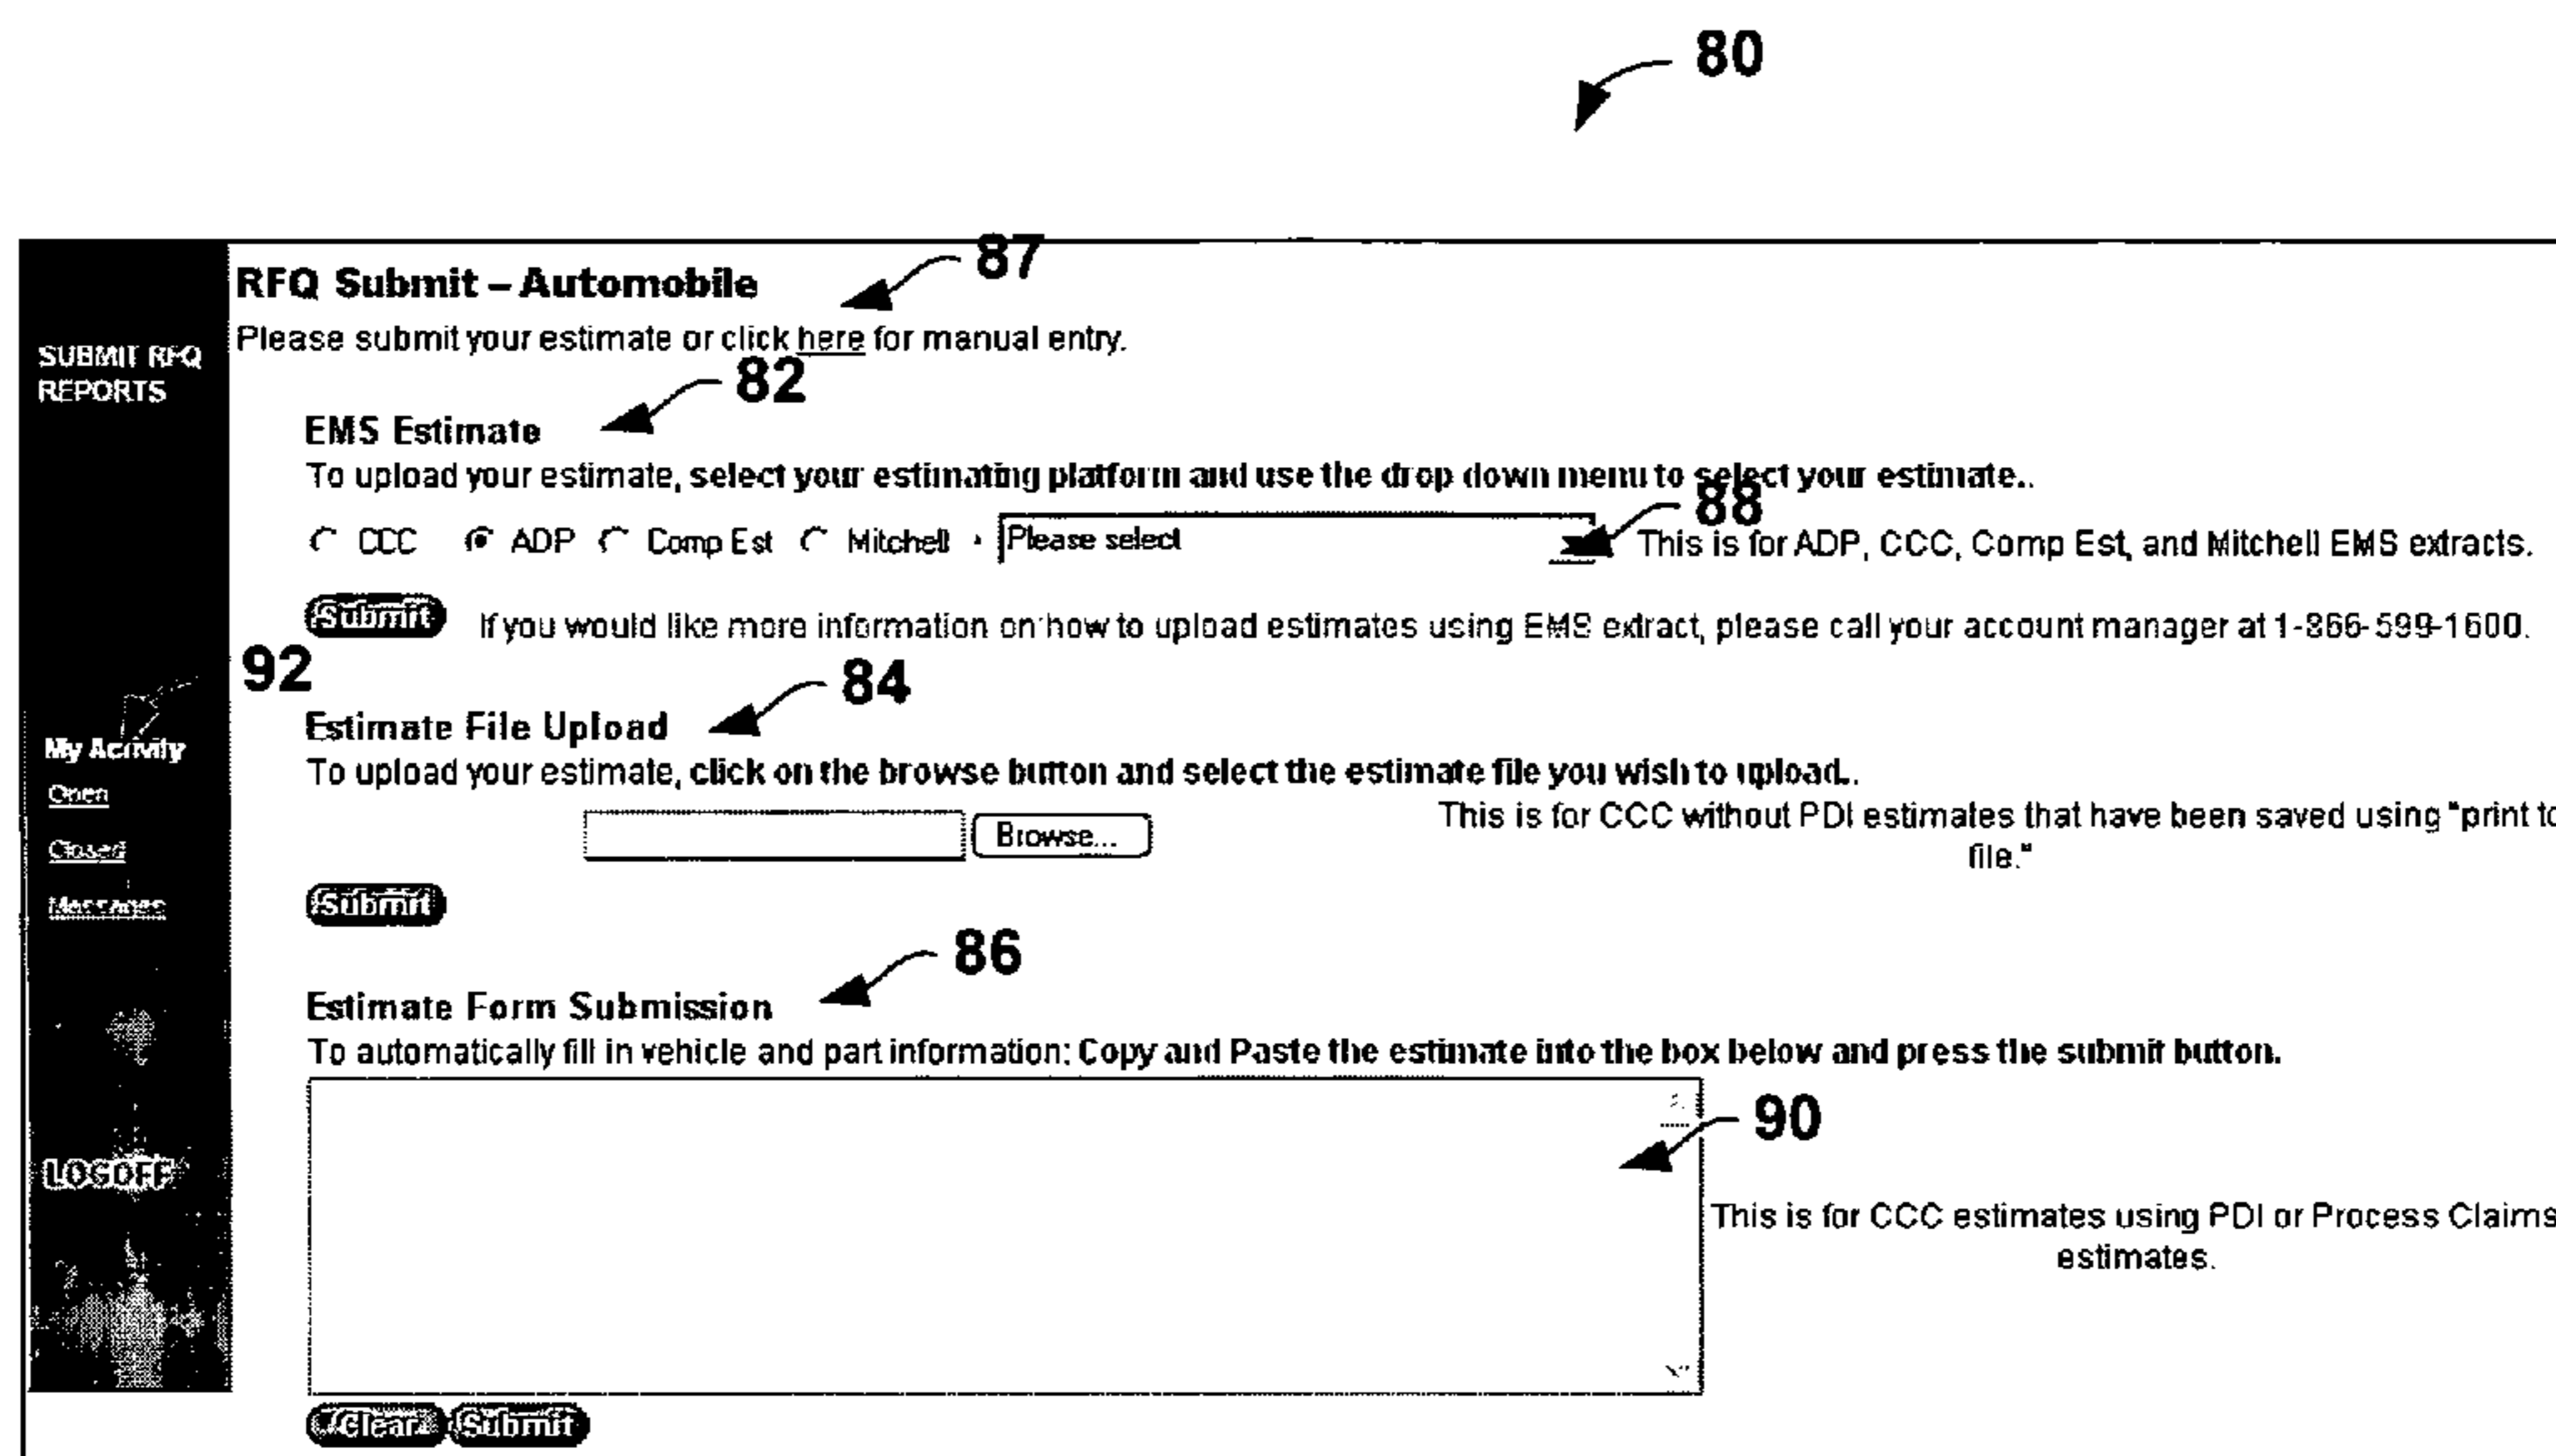 80
87
RFQ Submit – Automobile
Please submit your estimate or click here for manual entry.
SUBMIT RFQ
REPORTS
82
EMS Estimate
To upload your estimate, select your estimating platform and use the drop down menu to select your estimate..
88
CCC ADP Comp Est Mitchell Please select This is for ADP, CCC, Comp Est, and Mitchell EMS extracts.
Submit If you would like more information on how to upload estimates using EMS extract, please call your account manager at 1-866-599-1600.
92
84
Estimate File Upload
My Activity
To upload your estimate, click on the browse button and select the estimate file you wish to upload..
Open
This is for CCC without PDI estimates that have been saved using "print to
Browse...
file."
Closed
Messages
Submit
86
Estimate Form Submission
To automatically fill in vehicle and part information: Copy and Paste the estimate into the box below and press the submit button.
90
LOGOFF
This is for CCC estimates using PDI or Process Claims
estimates.
Clear Submit